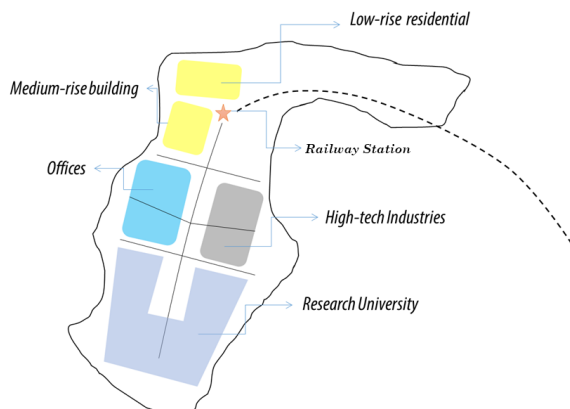 Low-rise residential
Medium-rise building
Railway Station
Offices
High-tech Industries
Research University